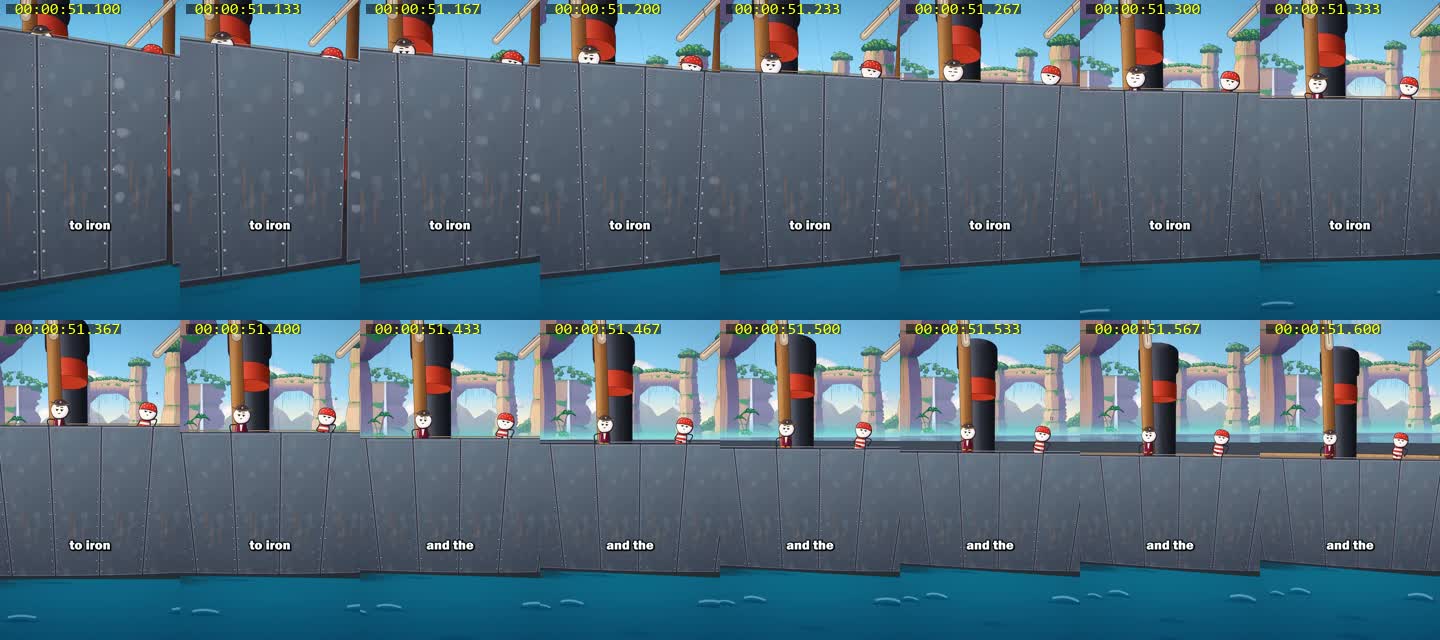 00:00:51.100
to iron
00:00:51.133
to iron
00:00:51.167
to iron
00:00:51.200
to iron
00:00:51.233
to iron
00:00:51.267
to iron
00:00:51.300
to iron
00:00:51.333
to iron
00:00:51.367
to iron
00:00:51.400
to iron
00:00:51.433
and the
00:00:51.467
and the
00:00:51.500
and the
00:00:51.533
and the
00:00:51.567
and the
00:00:51.600
and the